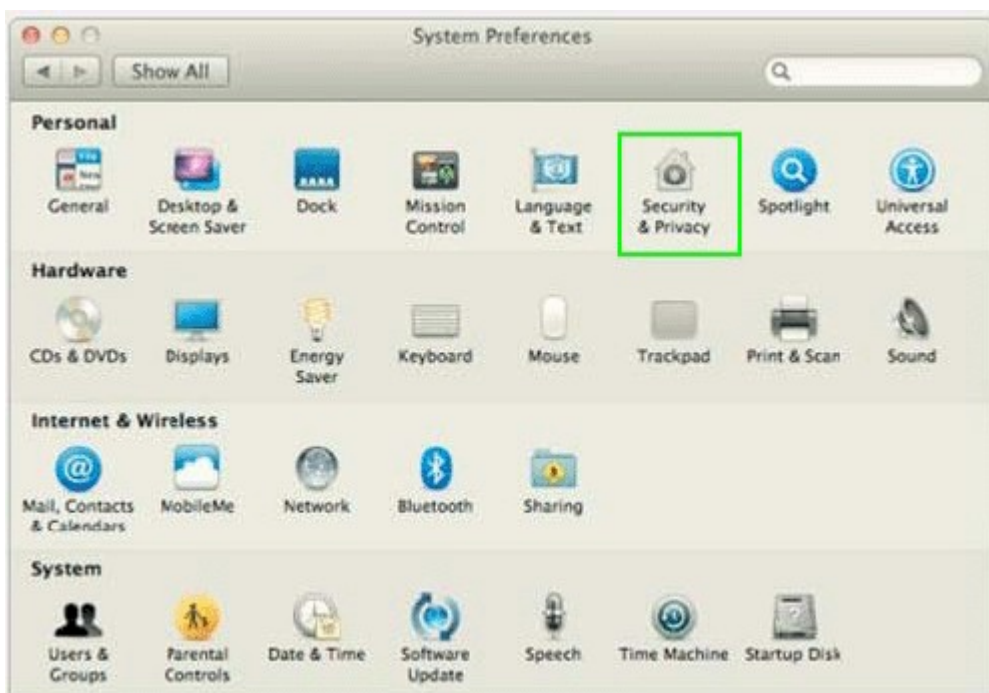 System Preferences
Show All
Personal
General
Desktop &
Screen Saver
Dock
Mission
Control
Language
& Text
Security
& Privacy
Spotlight
Universal
Access
Hardware
CDs & DVDs
Displays
Energy
Saver
Keyboard
Mouse
Trackpad
Print & Scan
Sound
Internet & Wireless
Mail, Contacts
& Calendars
MobileMe
Network
Bluetooth
Sharing
System
Users &
Groups
Parental
Controls
Date & Time
Software
Update
Speech
Time Machine
Startup Disk